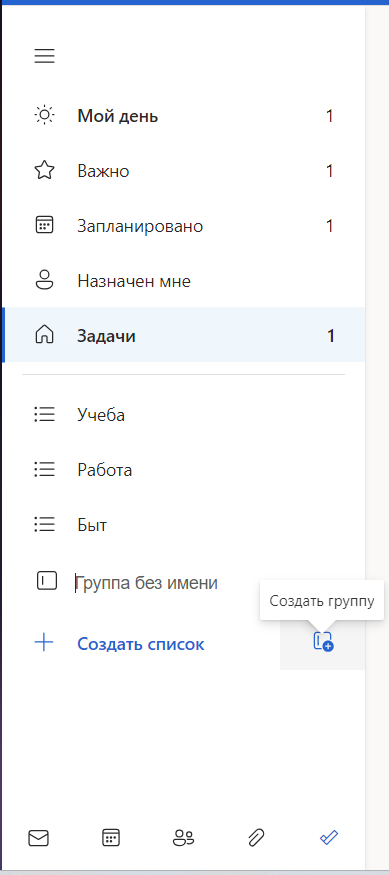 Мой день 1
Важно 1
Запланировано 1
Назначен мне
Задачи 1
Учеба
Работа
Быт
Группа без имени
Создать группу
Создать список